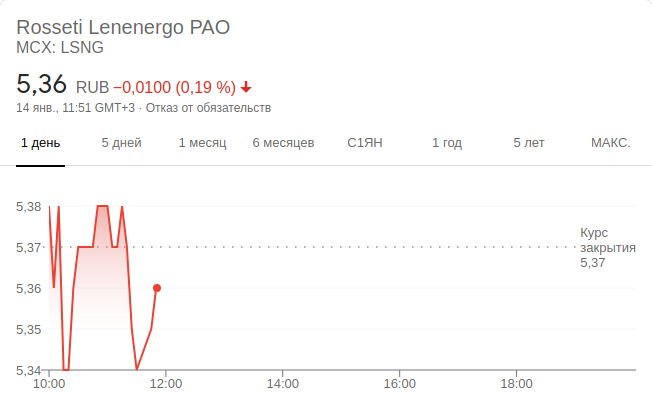 Rosseti Lenenergo PAO
MCX: LSNG
5,36 RUB −0,0100 (0,19 %)
14 янв., 11:51 GMT+3 · Отказ от обязательств
1 день 5 дней 1 месяц 6 месяцев С1ЯН 1 год 5 лет МАКС.
5,38
Курс
5,37 закрытия
5,37
5,36
5,35
5,34
10:00 12:00 14:00 16:00 18:00